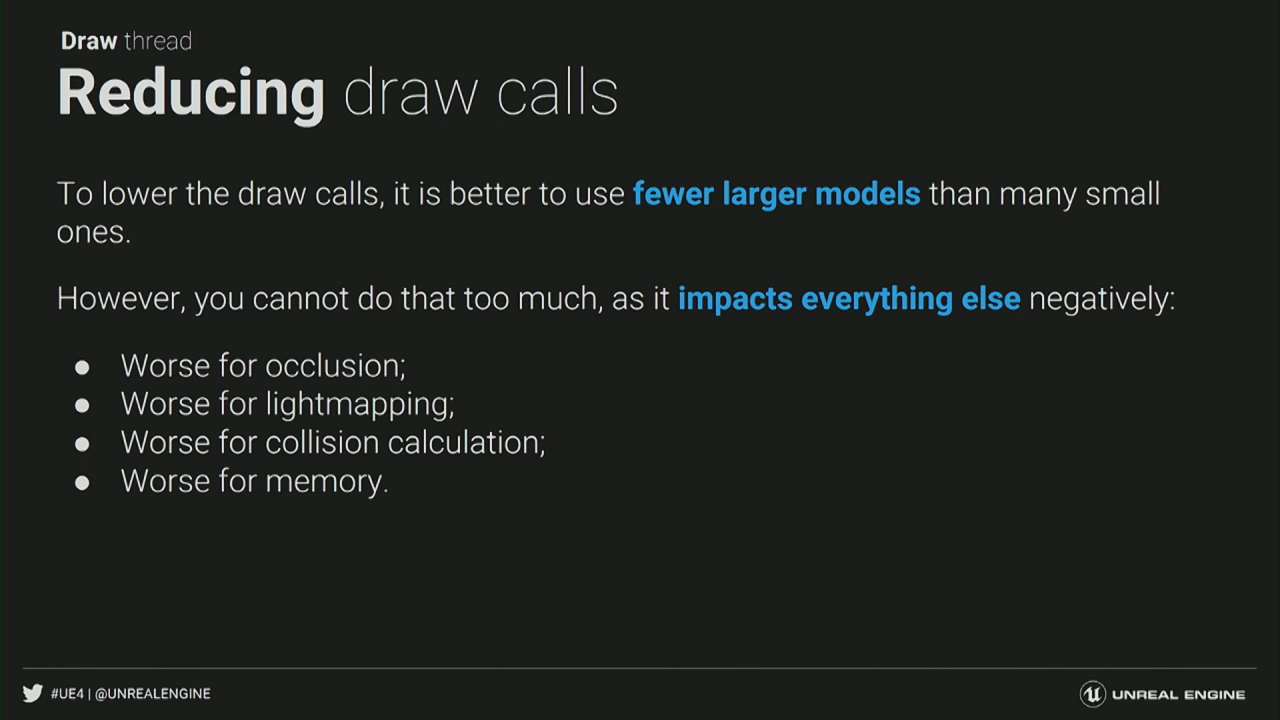 Draw thread
Reducing draw calls
To lower the draw calls, it is better to use fewer larger models than many small
ones.
However, you cannot do that too much, as it impacts everything else negatively:
● Worse for occlusion;
● Worse for lightmapping;
● Worse for collision calculation;
● Worse for memory.
#UE4 | @UNREALENGINE
UNREAL ENGINE